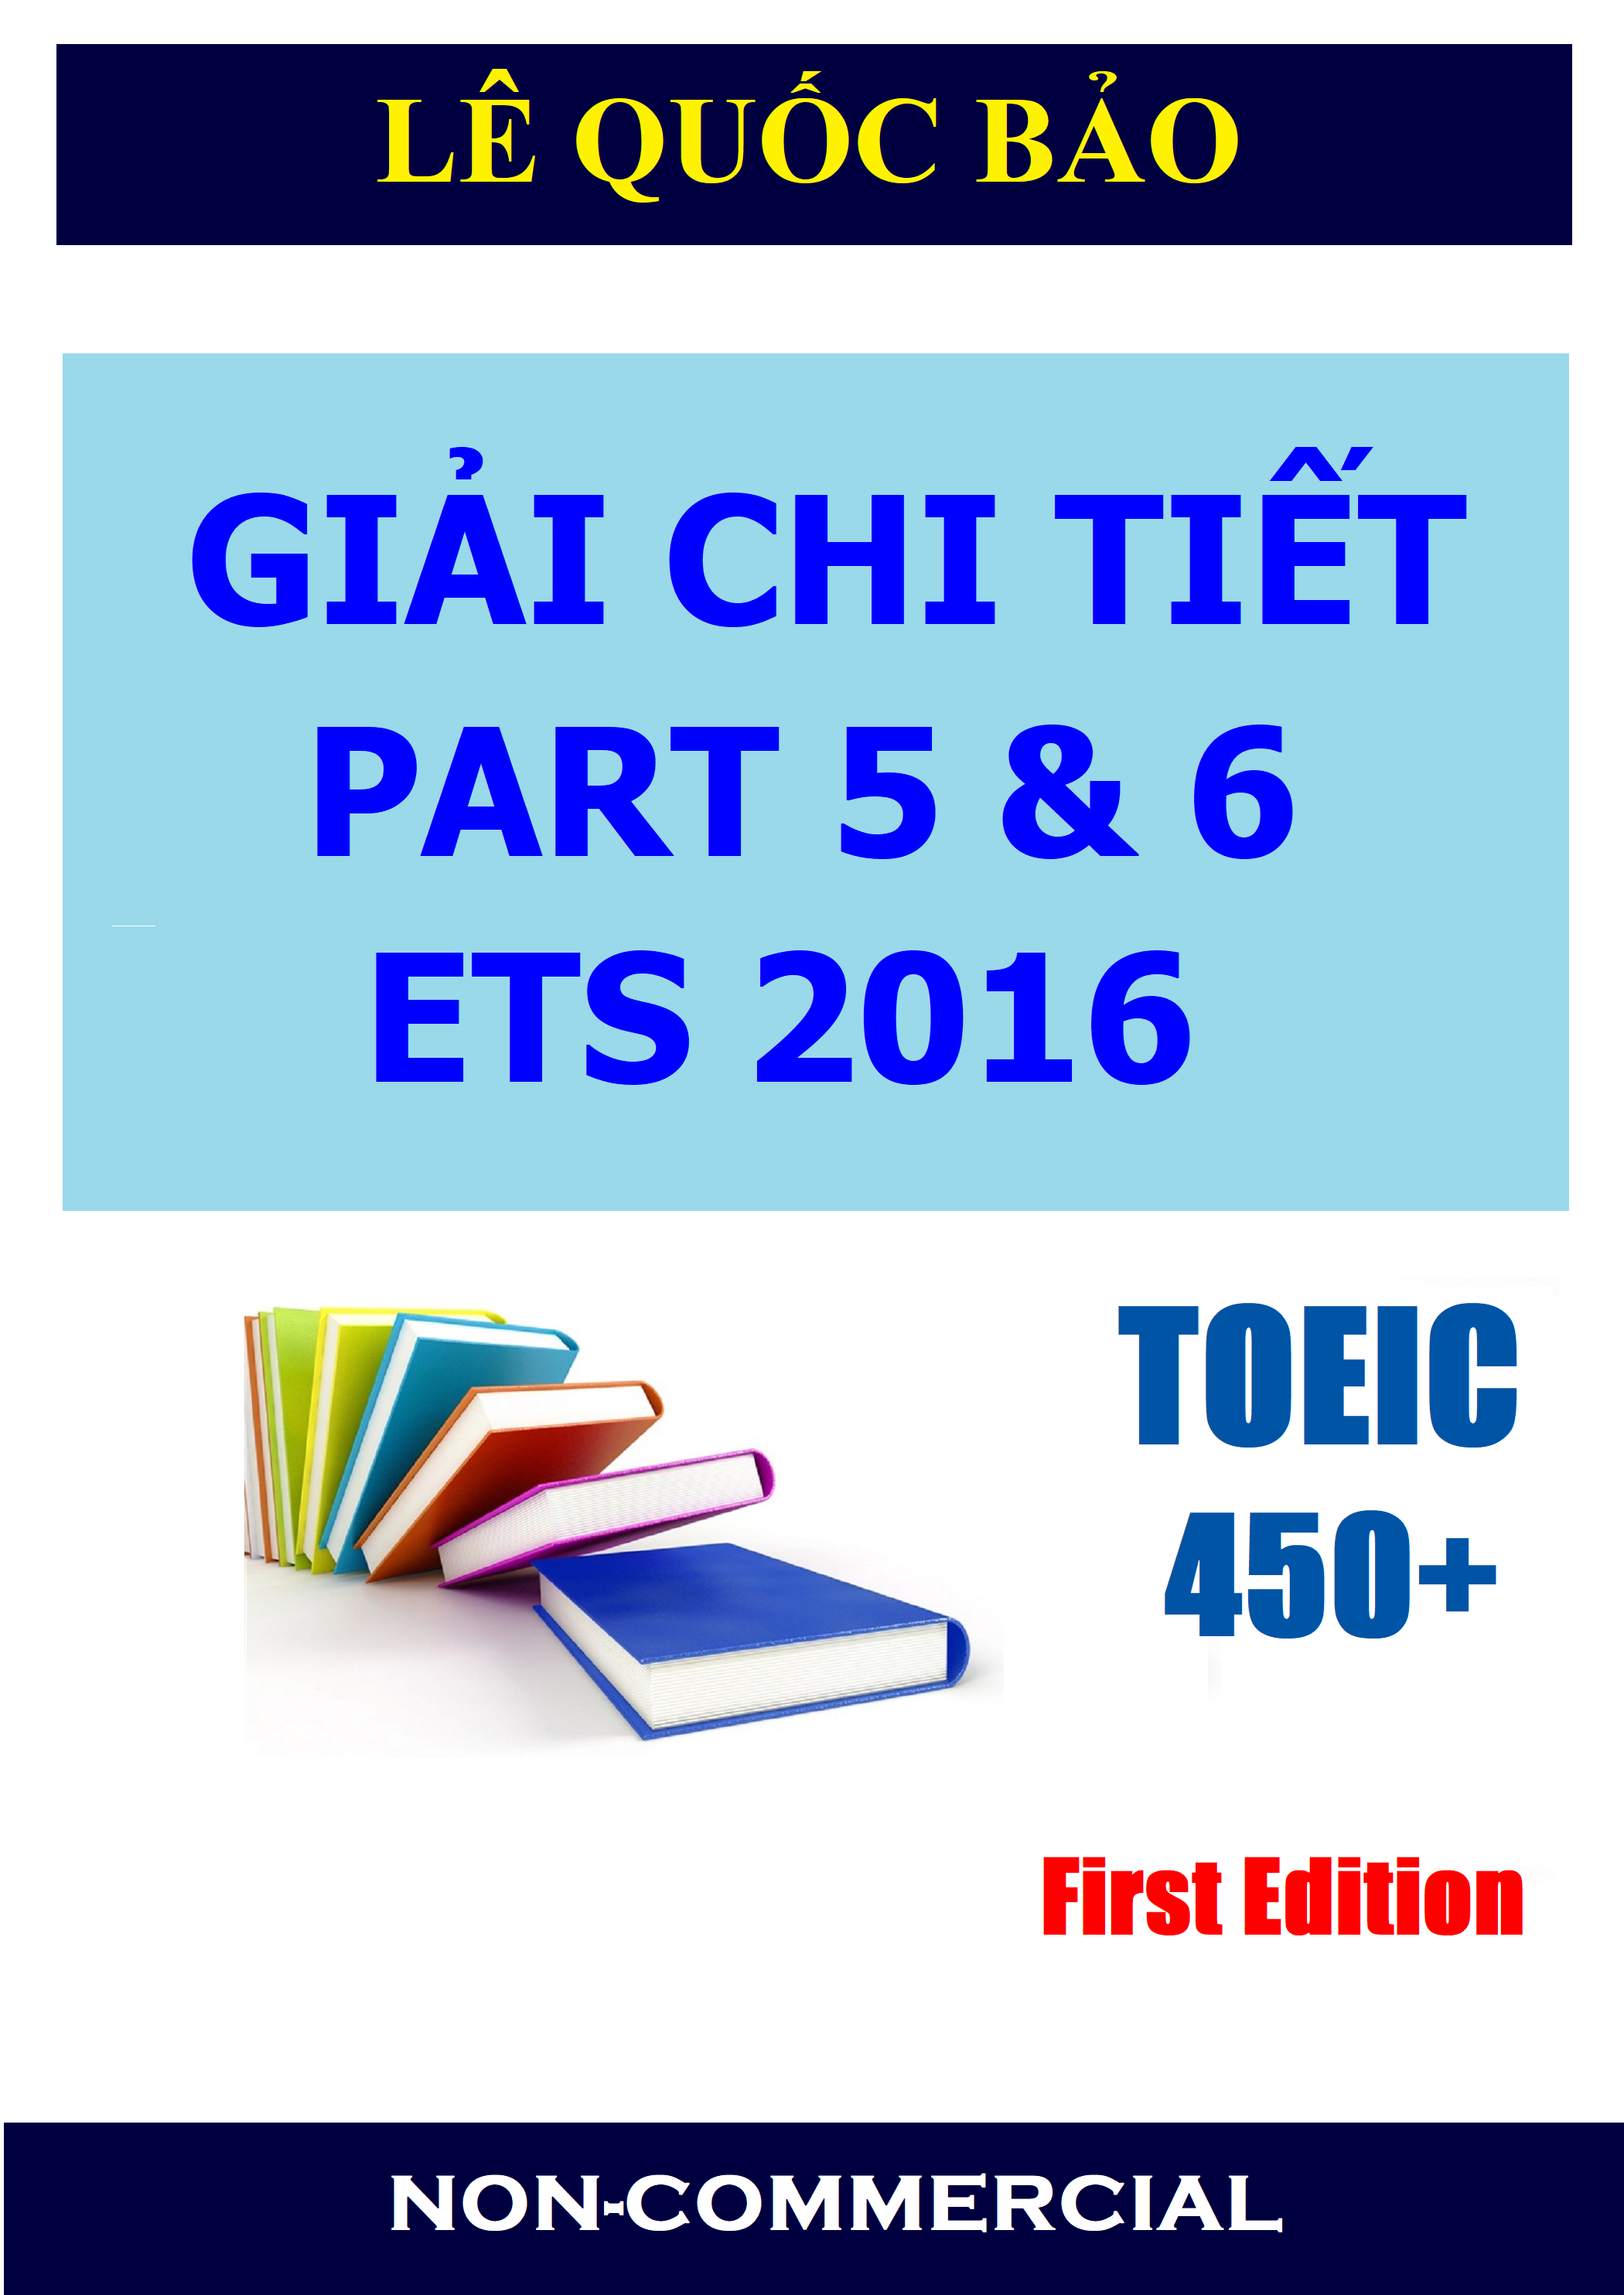 LÊ QUỐC BẢO
GIẢI CHI TIẾT
PART 5 & 6
ETS 2016
TOEIC
450+
First Edition
NON-COMMERCIAL